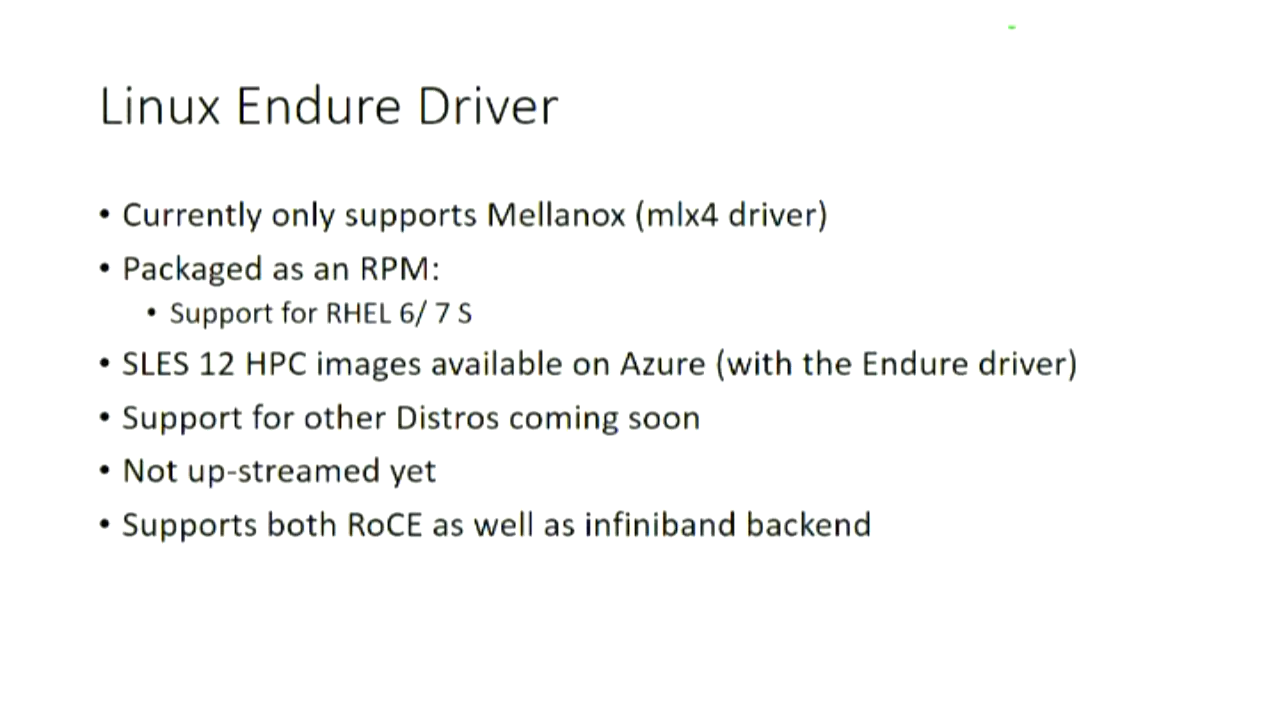 Linux Endure Driver
• Currently only supports Mellanox (mlx4 driver)
• Packaged as an RPM:
• Support for RHEL 6/ 7 S
• SLES 12 HPC images available on Azure (with the Endure driver)
• Support for other Distros coming soon
• Not up-streamed yet
• Supports both RoCE as well as infiniband backend